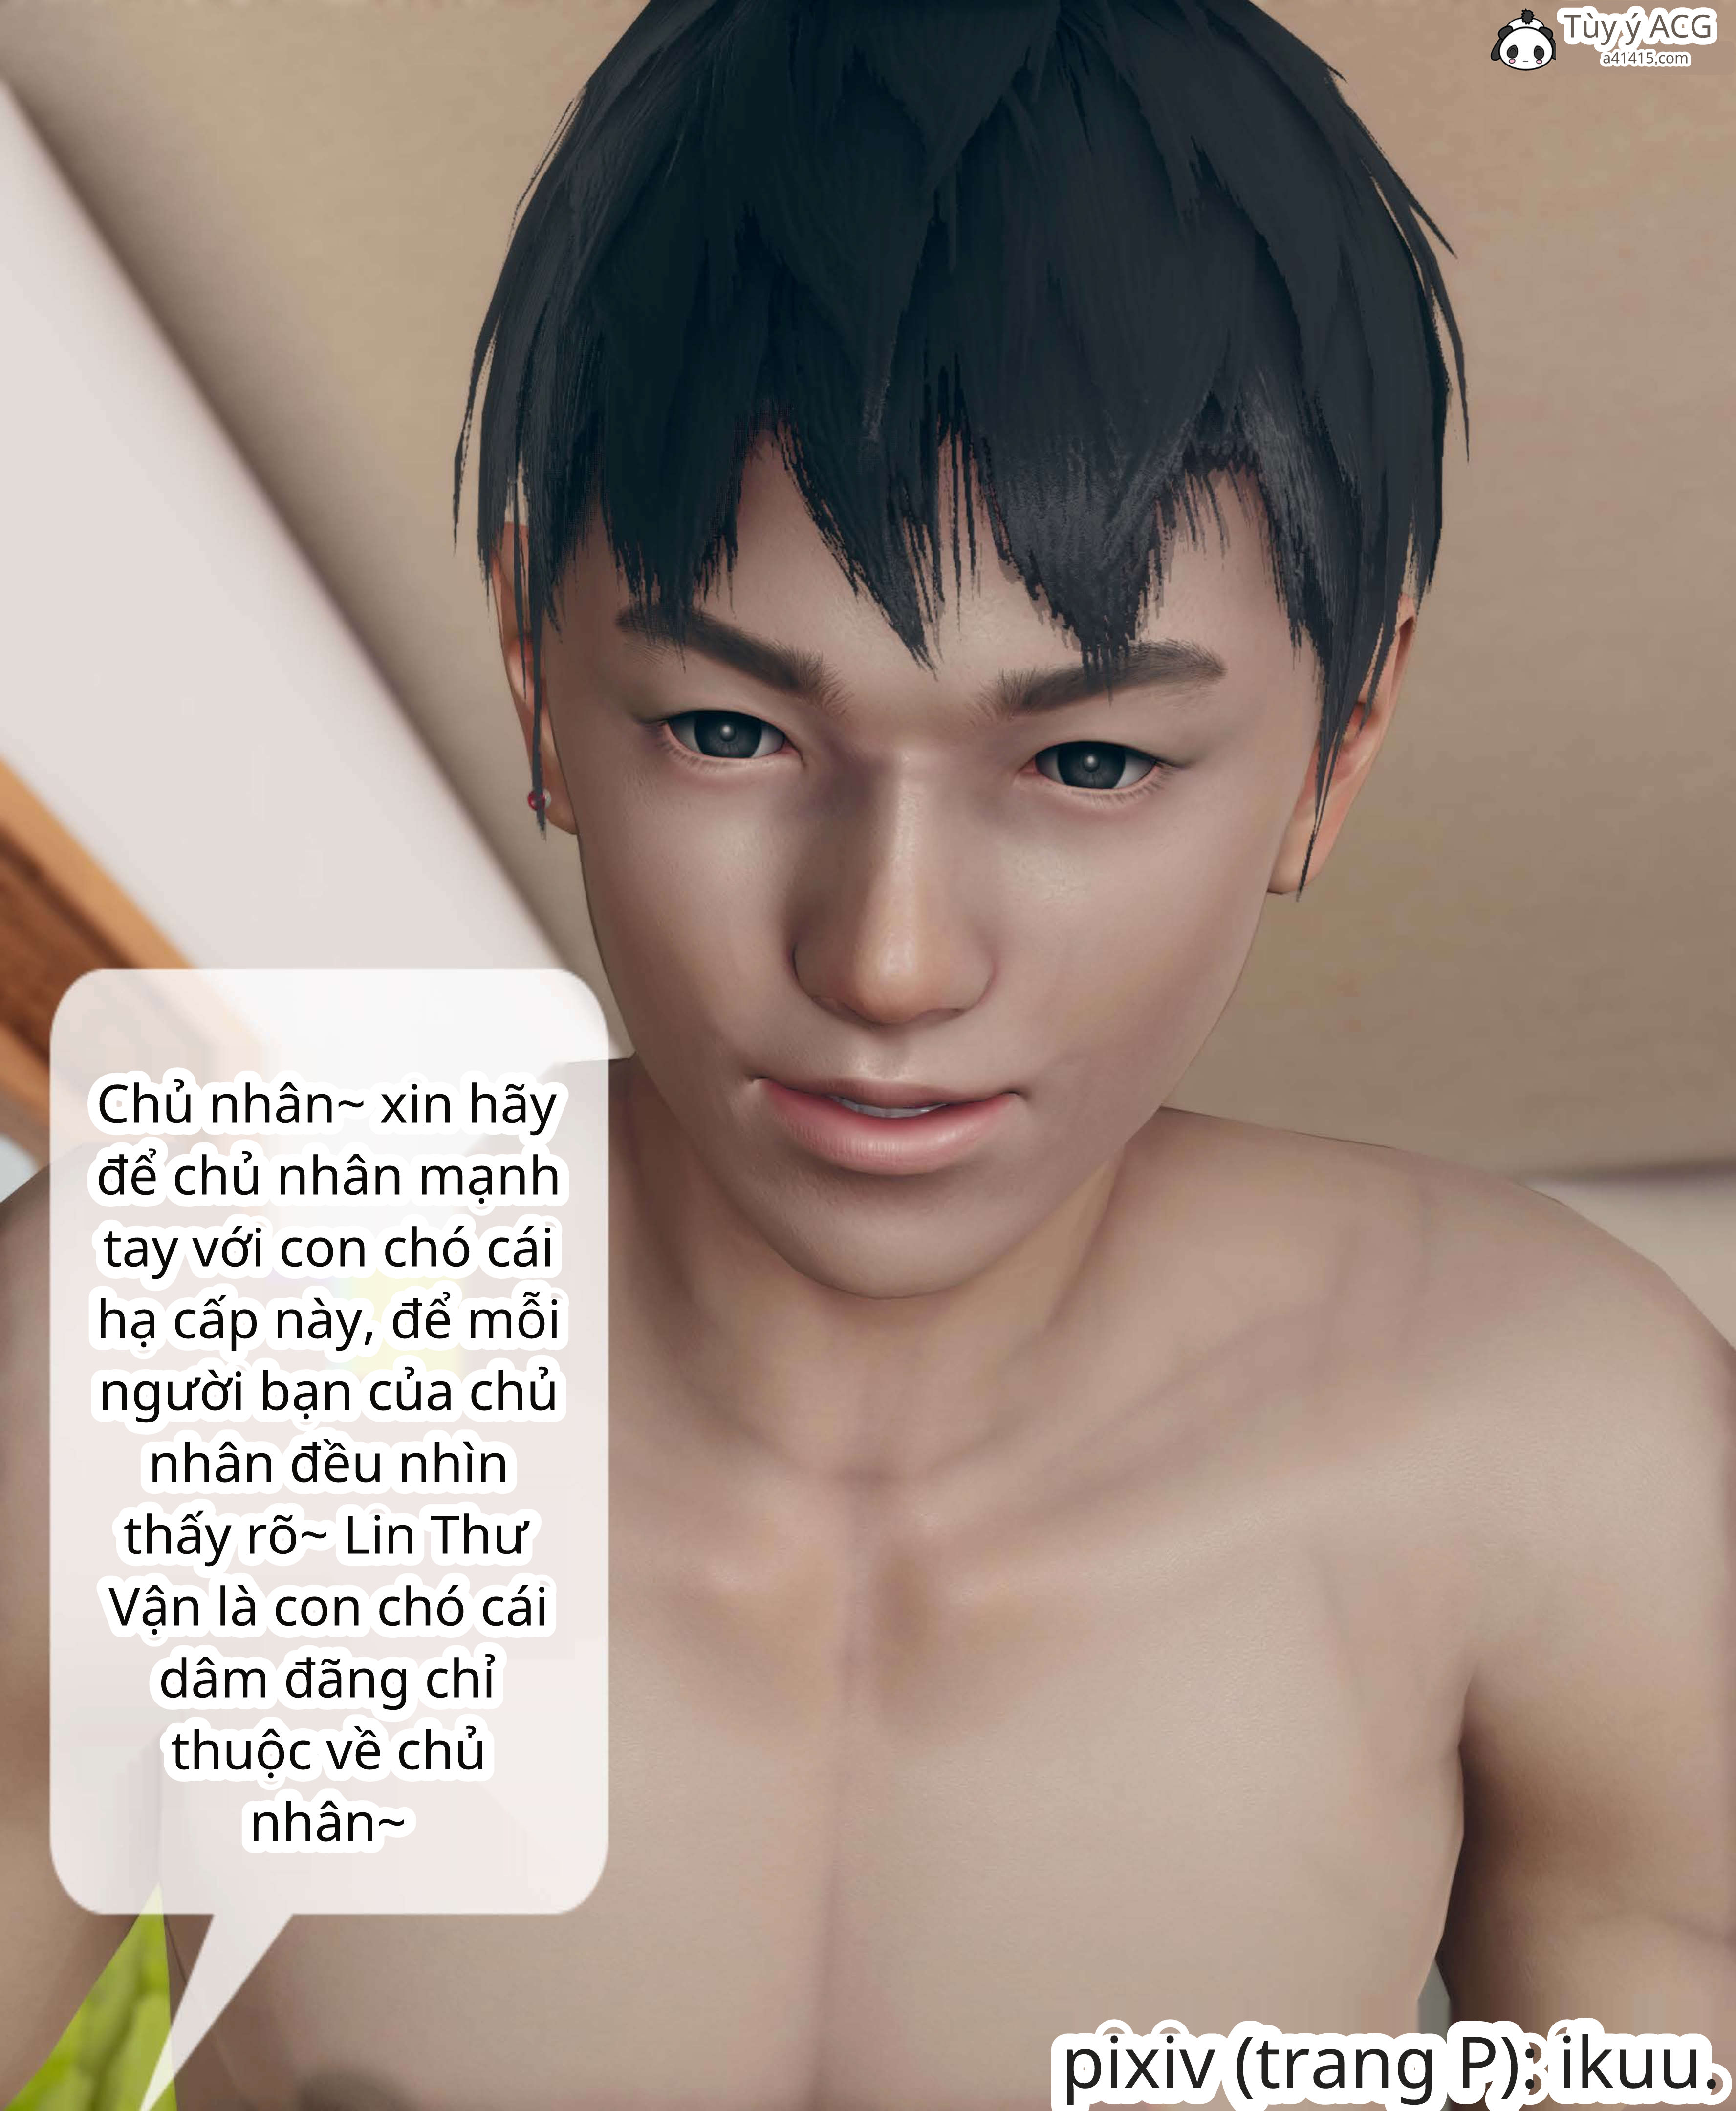 Tùy ý ACG
a41415.com
Chủ nhân~ xin hãy
để chủ nhân mạnh
tay với con chó cái
hạ cấp này, để mỗi
người bạn của chủ
nhân đều nhìn
thấy rõ~ Lin Thư
Vận là con chó cái
dâm đãng chỉ
thuộc về chủ
nhân~
pixiv (trang P): ikuu.